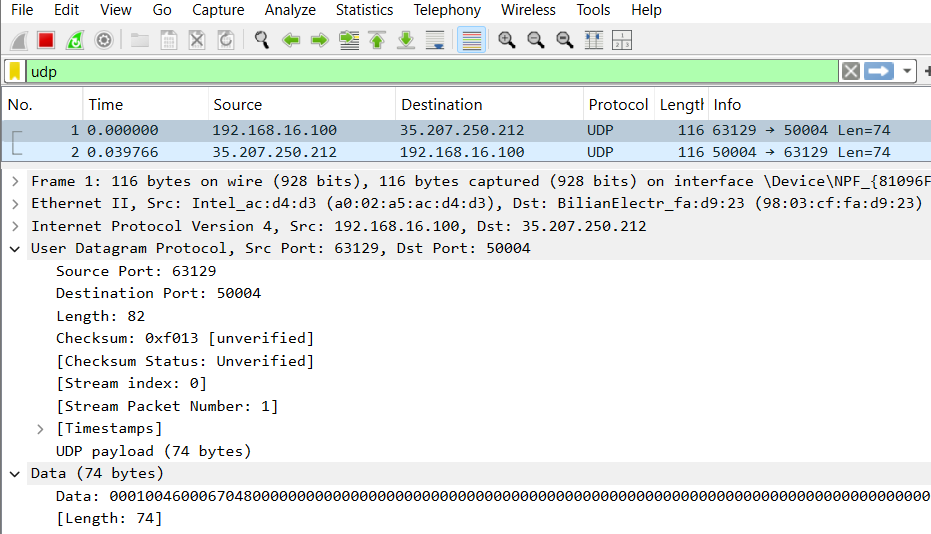 File Edit View Go Capture Analyze Statistics Telephony Wireless Tools Help
udp
No. Time Source Destination Protocol Lengtl Info
1 0.000000 192.168.16.100 35.207.250.212 UDP 116 63129 → 50004 Len=74
2 0.039766 35.207.250.212 192.168.16.100 UDP 116 50004 → 63129 Len=74
Frame 1: 116 bytes on wire (928 bits), 116 bytes captured (928 bits) on interface \Device\NPF_{81096F
Ethernet II, Src: Intel_ac:d4:d3 (a0:02:a5:ac:d4:d3), Dst: BilianElectr_fa:d9:23 (98:03:cf:fa:d9:23)
Internet Protocol Version 4, Src: 192.168.16.100, Dst: 35.207.250.212
User Datagram Protocol, Src Port: 63129, Dst Port: 50004
Source Port: 63129
Destination Port: 50004
Length: 82
Checksum: 0xf013 [unverified]
[Checksum Status: Unverified]
[Stream index: 0]
[Stream Packet Number: 1]
[Timestamps]
UDP payload (74 bytes)
Data (74 bytes)
Data: 0001004600067048000000000000000000000000000000000000000000000000000000000000000000000000000000
[Length: 74]